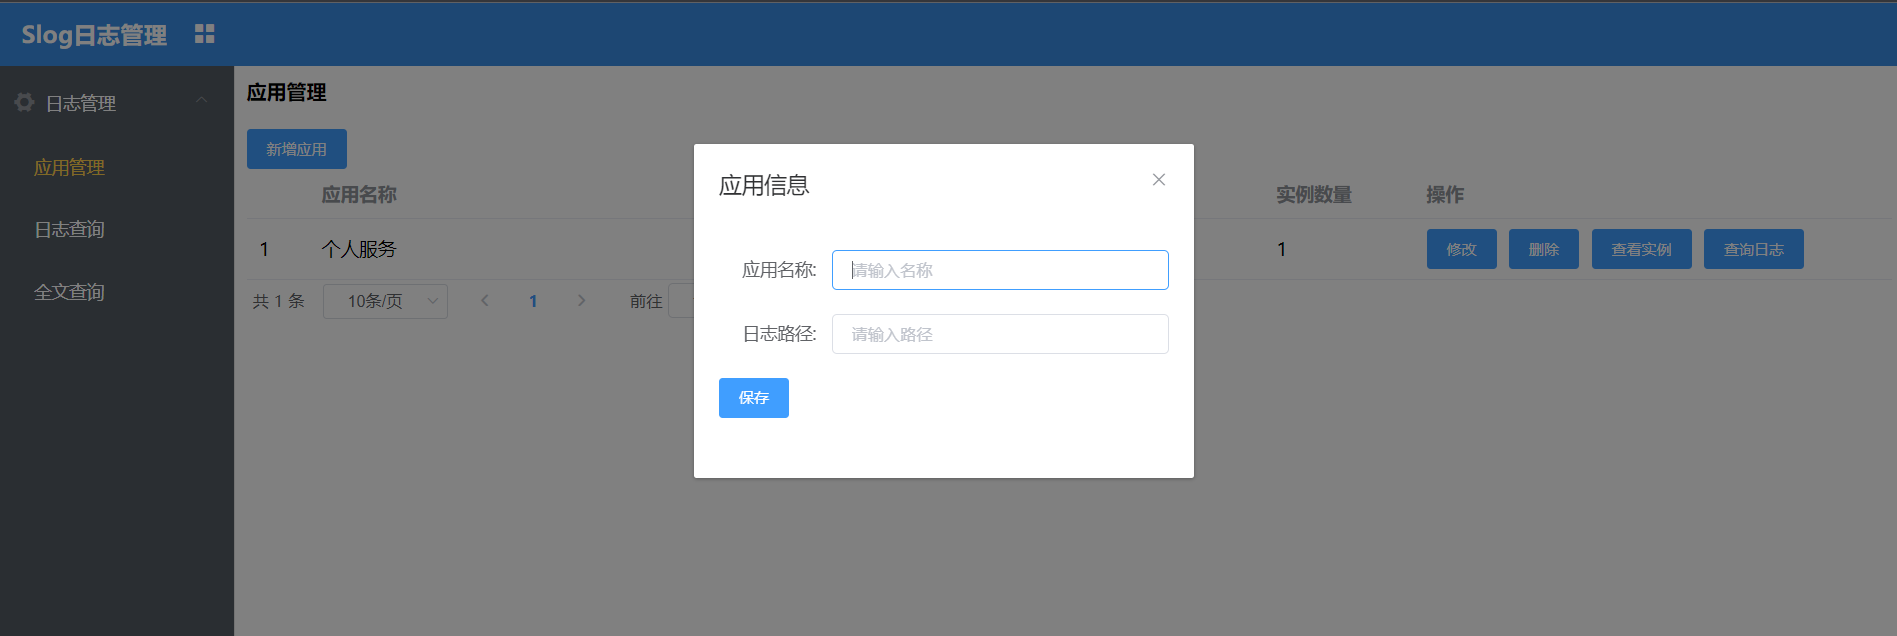 Slog日志管理
日志管理
应用管理
日志查询
全文查询
应用管理
新增应用
应用名称 实例数量 操作
1 个人服务 1 修改 删除 查看实例 查询日志
共 1 条 10条/页 1 前往
应用信息
应用名称: 请输入名称
日志路径: 请输入路径
保存